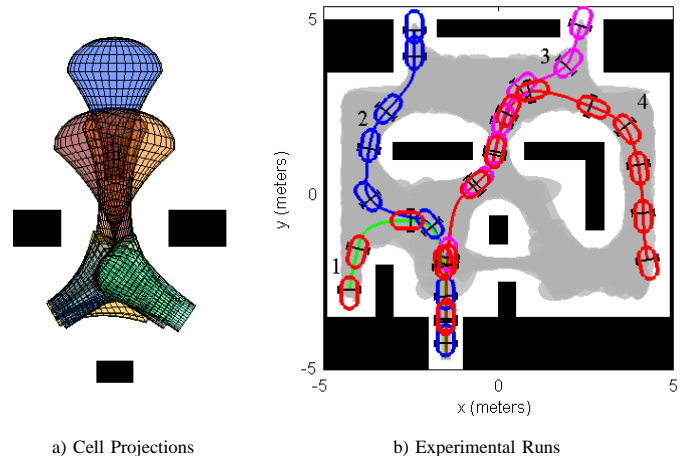 5
3
4
2
0
1
-5
-5
0
5
y (meters)
x (meters)
a) Cell Projections
b) Experimental Runs